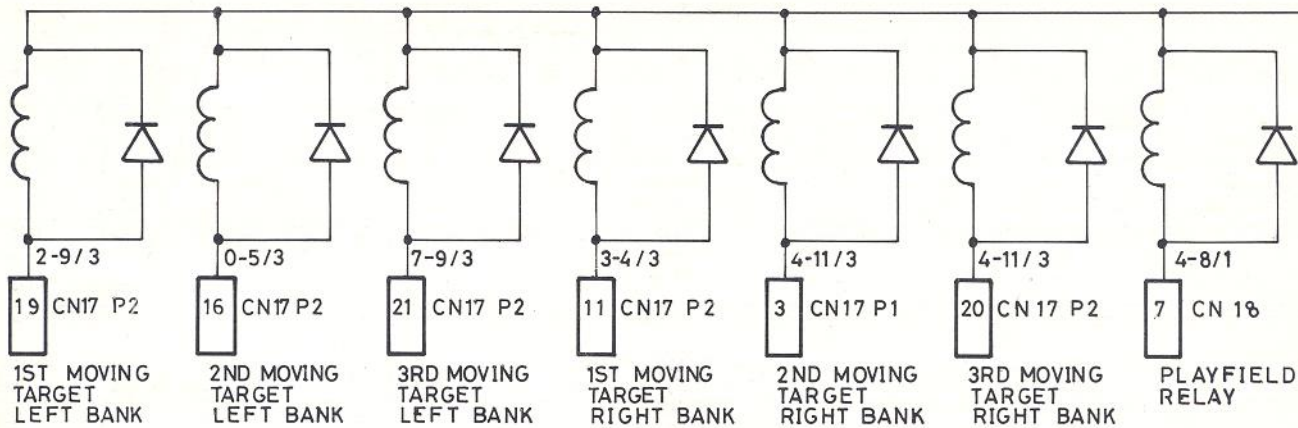 2-9/3
0-5/3
7-9/3
3-4/3
4-11/3
4-11/3
4-8/1
19 CN17 P2
16 CN17 P2
21 CN17 P2
11 CN17 P2
3 CN17 P1
20 CN17 P2
7 CN 18
1ST MOVING
TARGET
LEFT BANK
2ND MOVING
TARGET
LEFT BANK
3RD MOVING
TARGET
LEFT BANK
1ST MOVING
TARGET
RIGHT BANK
2ND MOVING
TARGET
RIGHT BANK
3RD MOVING
TARGET
RIGHT BANK
PLAYFIELD
RELAY